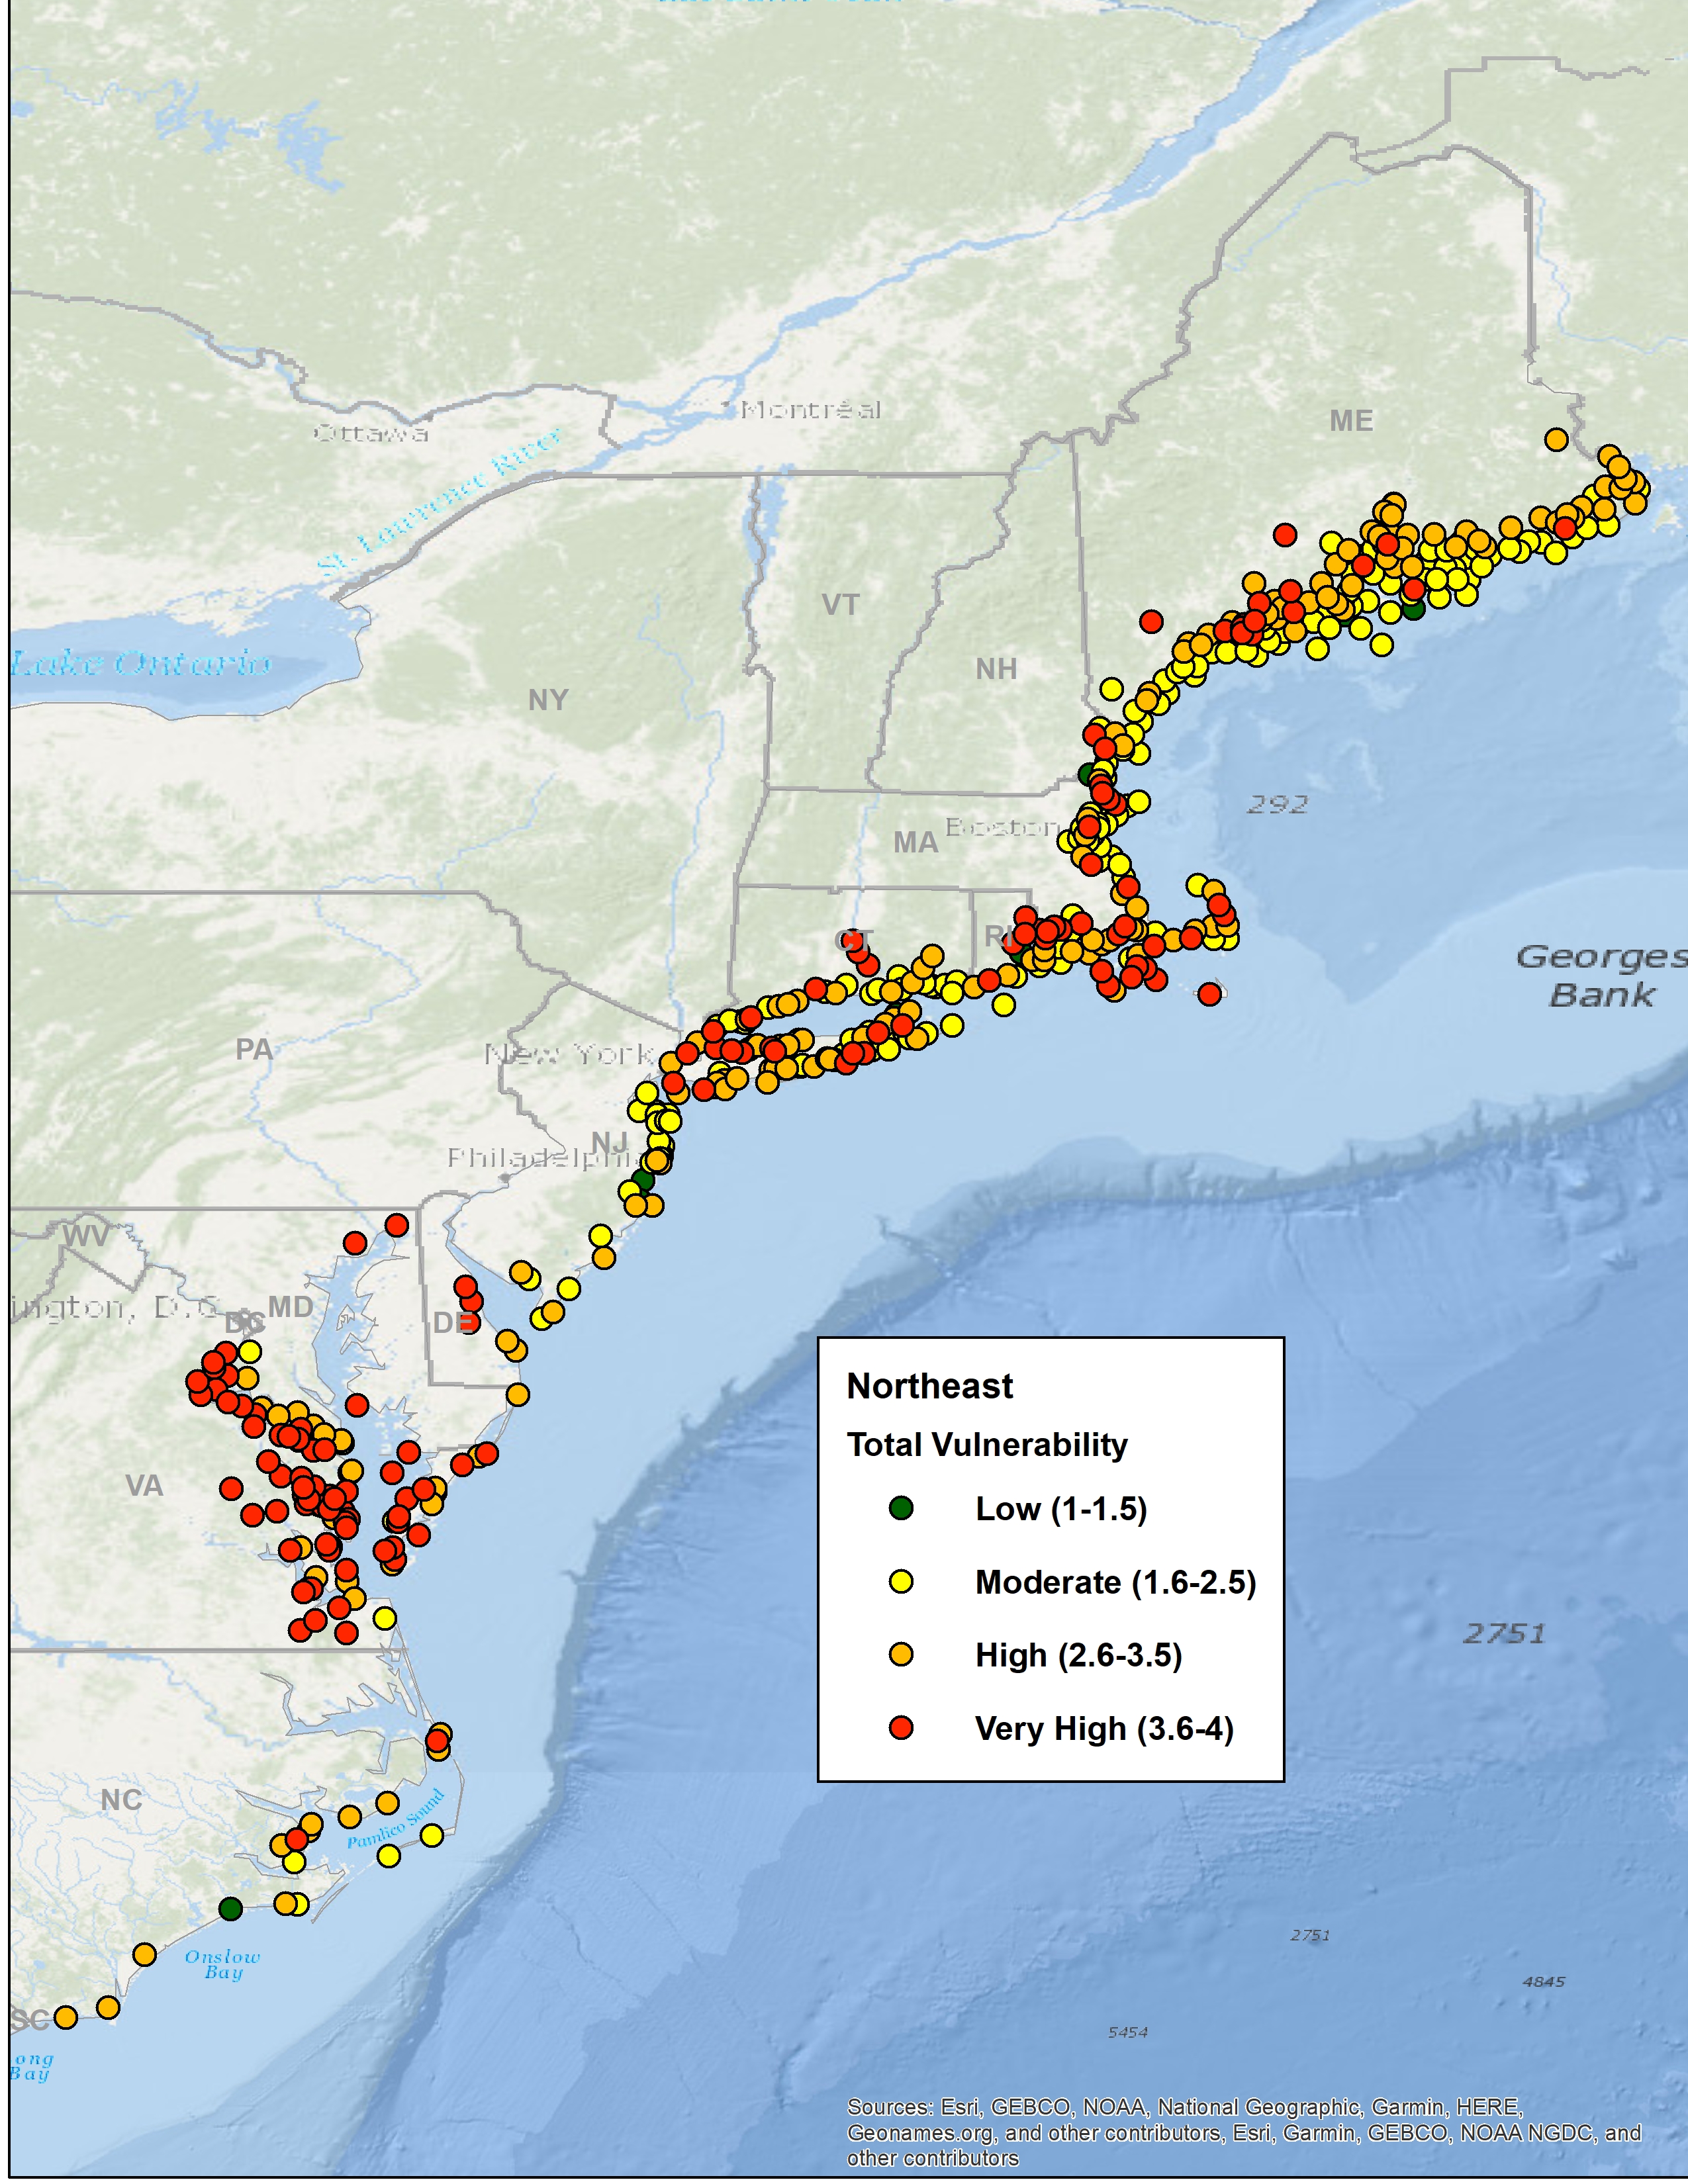 Montréal
Ottawa
ME
St. Lawrence River
VT
Lake Ontario
NH
NY
292
Boston
MA
CT
RI
Georges
Bank
PA
New York
NJ
Philadelphia
WV
ington, D.C.
MD
DC
DE
Northeast
Total Vulnerability
VA
Low (1-1.5)
Moderate (1.6-2.5)
2751
High (2.6-3.5)
Very High (3.6-4)
NC
Pamlico Sound
2751
Onslow
Bay
4845
SC
5454
ong
Bay
Sources: Esri, GEBCO, NOAA, National Geographic, Garmin, HERE,
Geonames.org, and other contributors, Esri, Garmin, GEBCO, NOAA NGDC, and
other contributors